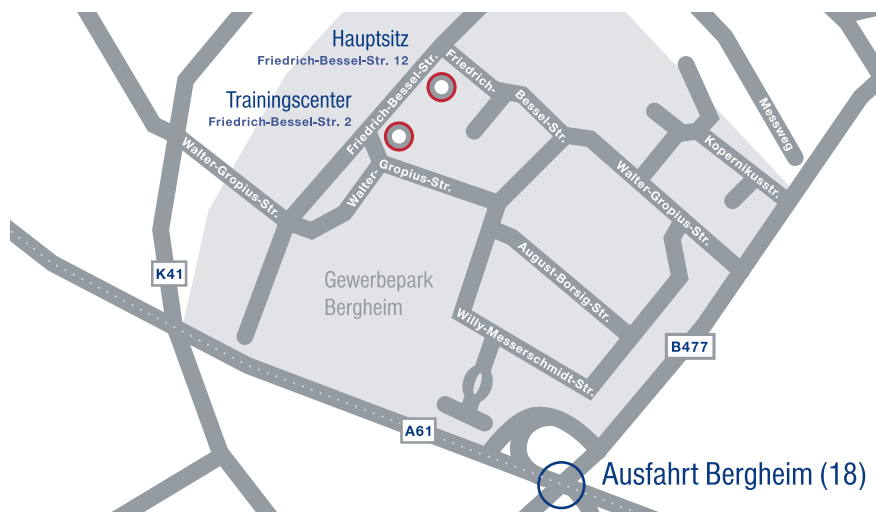 Hauptsitz
Friedrich-Bessel-Str. 12
Trainingscenter
Friedrich-Bessel-Str. 2
Friedrich-Bessel-Str.
Friedrich-
Bessel-Str.
Messweg
Kopernikusstr.
Walter-Gropius-Str.
Walter-
Gropius-Str.
Walter-Gropius-Str.
K41
Gewerbepark
Bergheim
August-Borsig-Str.
Willy-Messerschmidt-Str.
B477
A61
Ausfahrt Bergheim (18)